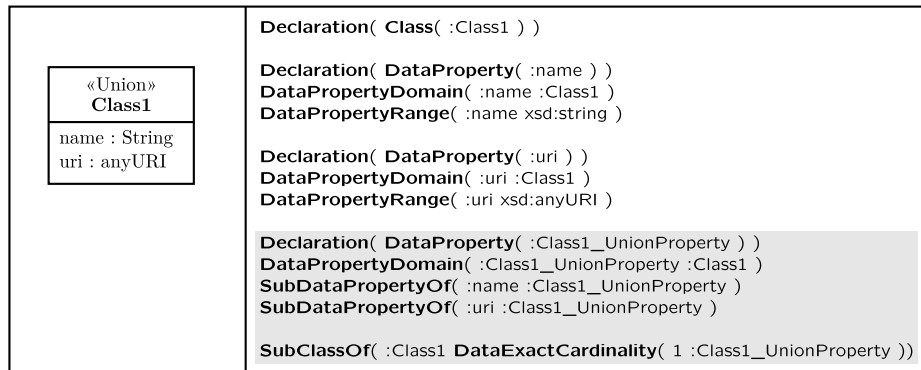 «Union»
Class1
name : String
uri : anyURI
Declaration( Class( :Class1 ) )
Declaration( DataProperty( :name ) )
DataPropertyDomain( :name :Class1 )
DataPropertyRange( :name xsd:string )
Declaration( DataProperty( :uri ) )
DataPropertyDomain( :uri :Class1 )
DataPropertyRange( :uri xsd:anyURI )
Declaration( DataProperty( :Class1_UnionProperty ) )
DataPropertyDomain( :Class1_UnionProperty :Class1 )
SubDataPropertyOf( :name :Class1_UnionProperty )
SubDataPropertyOf( :uri :Class1_UnionProperty )
SubClassOf( :Class1 DataExactCardinality( 1 :Class1_UnionProperty ))